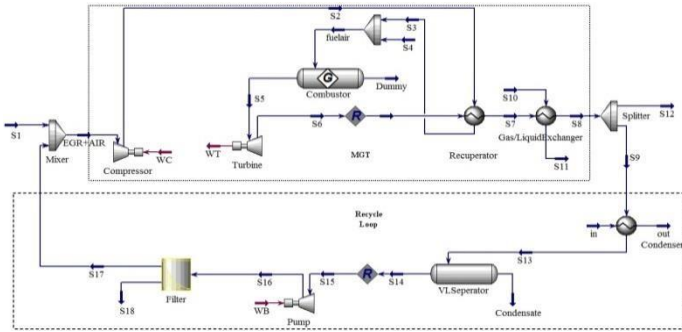 S2
fuelair
S3
S4
G
Combustor
Dummy
S5
S10
S1
EGR+AIR
S6
R
S7
S8
S12
Splitter
Mixer
WC
WT
Turbine
Gas/LiquidExchanger
Compressor
MGT
Recuperator
S11
S9
Recycle
Loop
in
out
Condenser
S13
S17
S16
S15
R
S14
VLSeperator
Filter
WB
Pump
Condensate
S18